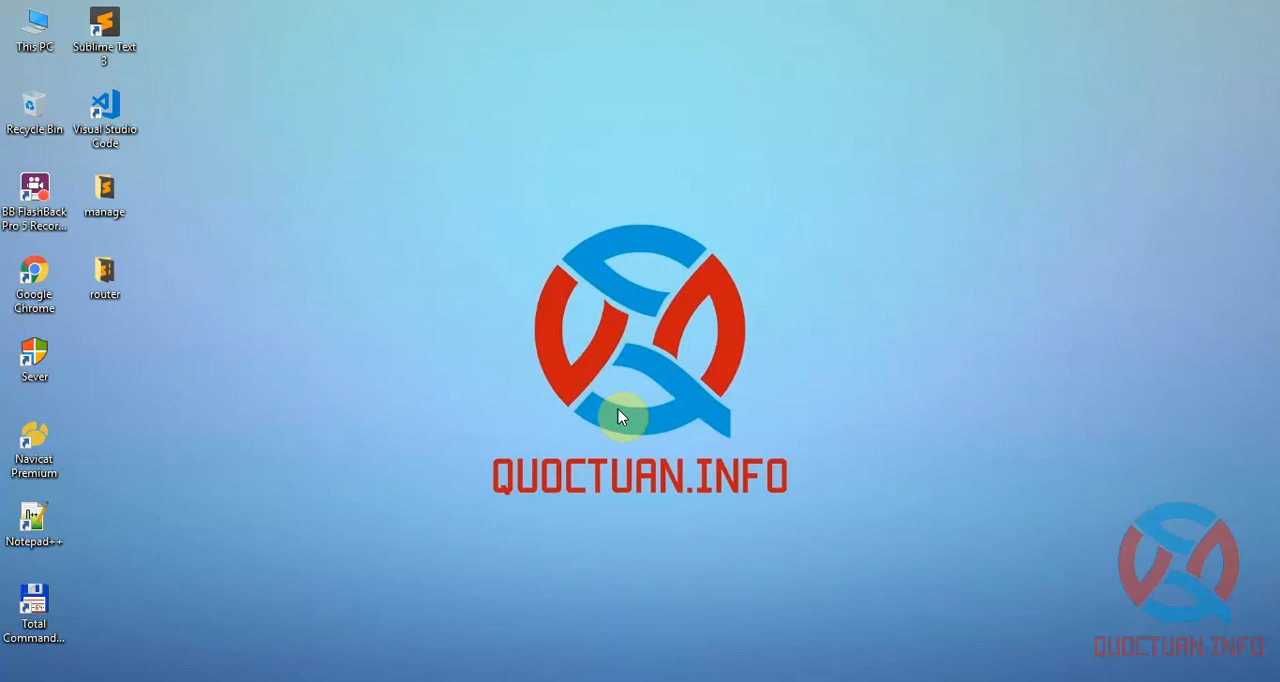 This PC
Sublime Text
3
Recycle Bin
Visual Studio
Code
BB FlashBack
Pro 5 Recor...
manage
Google
Chrome
router
Sever
Navicat
Premium
Notepad++
Total
Command...
QUOCTUAN.INFO
QUOCTUAN.INFO